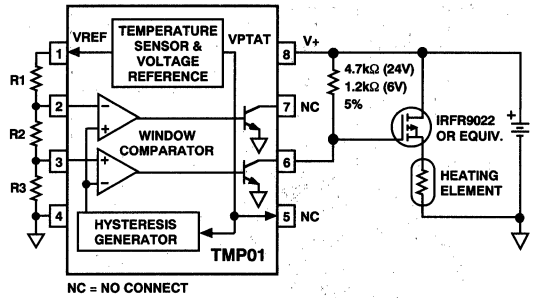 VREF
TEMPERATURE
SENSOR &
VOLTAGE
REFERENCE
VPTAT
1
8
V+
R1
4.7kΩ (24V)
1.2kΩ (6V)
5%
2
7
NC
IRFR9022
OR EQUIV.
+
R2
WINDOW
COMPARATOR
3
6
R3
HEATING
ELEMENT
4
HYSTERESIS
GENERATOR
5
NC
TMP01
NC = NO CONNECT